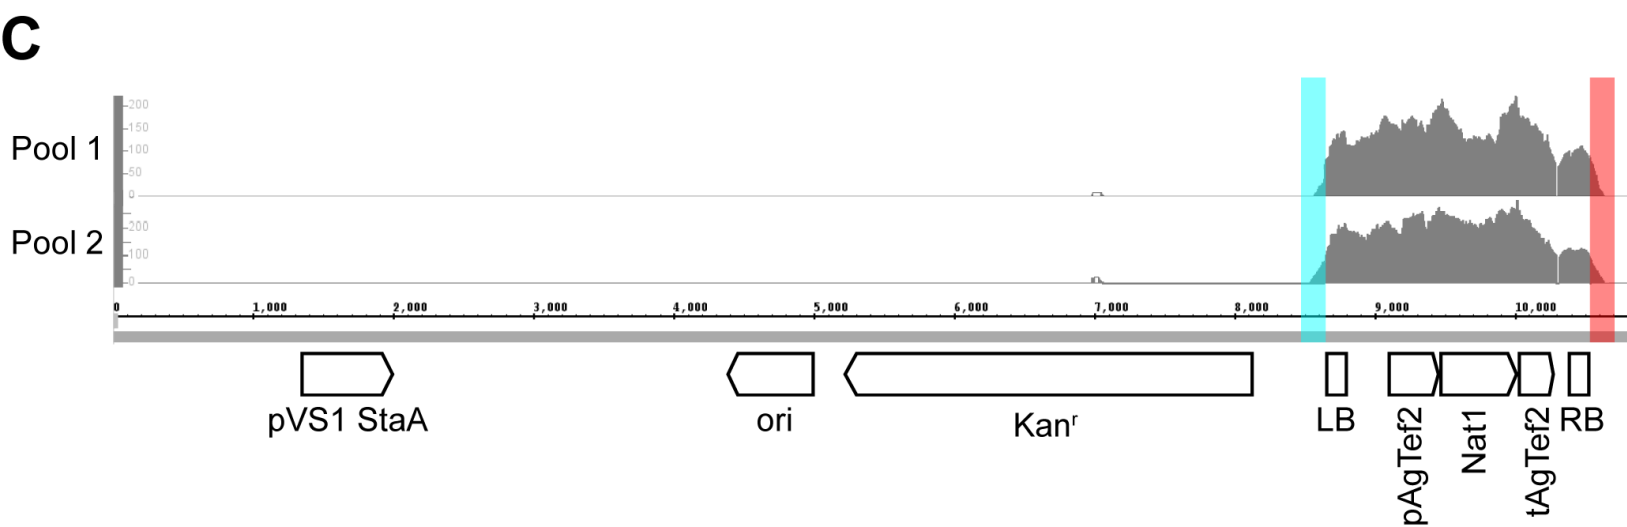 C
Pool 1
200
150
100
50
0
Pool 2
200
100
0
0 1,000 2,000 3,000 4,000 5,000 6,000 7,000 8,000 9,000 10,000
pVS1 StaA ori Kanʳ LB pAgTef2 Nat1 tAgTef2 RB